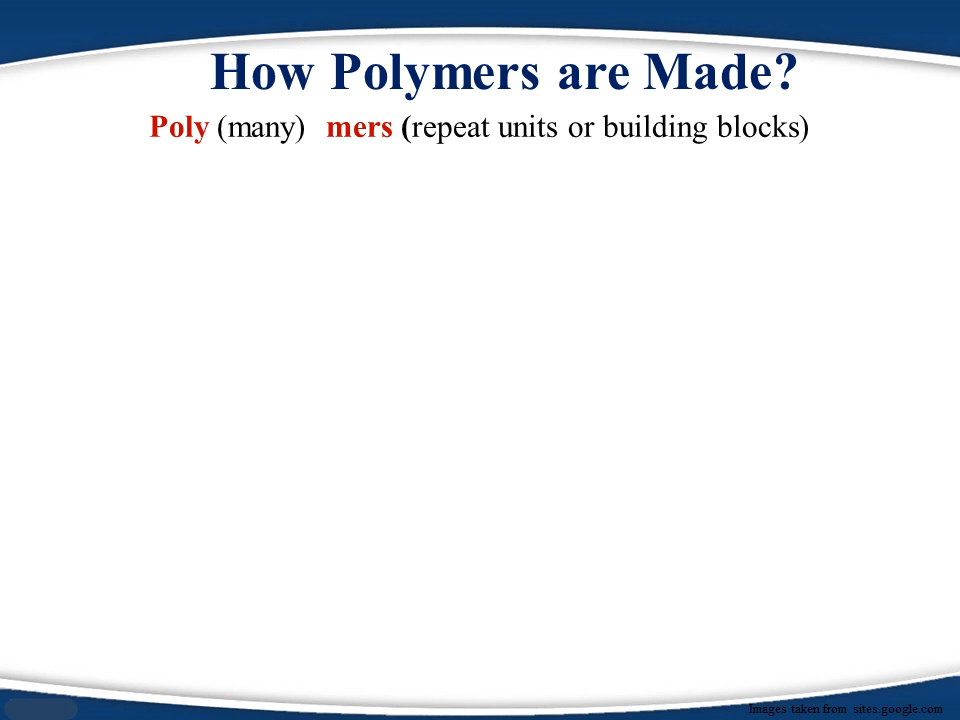 How Polymers are Made?
Poly (many) mers (repeat units or building blocks)
Images taken from sites.google.com